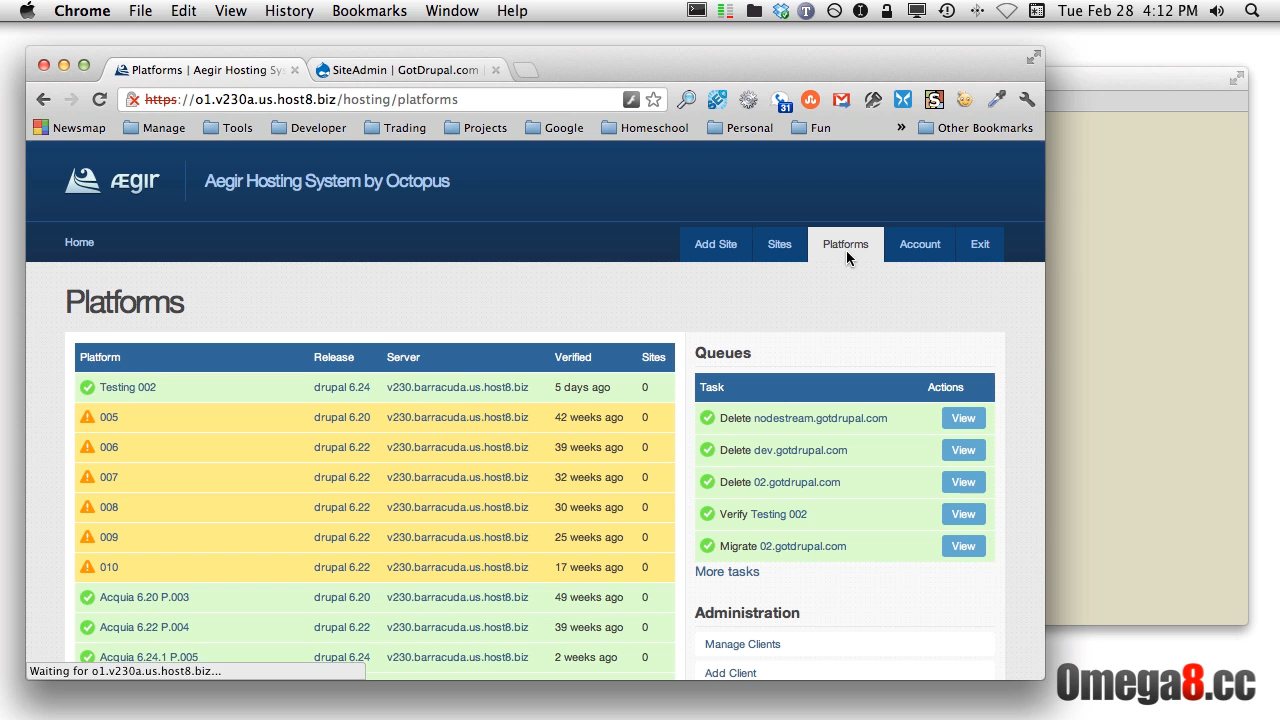 Chrome File Edit View History Bookmarks Window Help Tue Feb 28 4:12 PM
Platforms | Aegir Hosting Sys SiteAdmin | GotDrupal.com
https://o1.v230a.us.host8.biz/hosting/platforms 31
Newsmap Manage Tools Developer Trading Projects Google Homeschool Personal Fun » Other Bookmarks
ÆGIR Aegir Hosting System by Octopus
Home Add Site Sites Platforms Account Exit
Platforms
Platform Release Server Verified Sites
Testing 002 drupal 6.24 v230.barracuda.us.host8.biz 5 days ago 0
005 drupal 6.20 v230.barracuda.us.host8.biz 42 weeks ago 0
006 drupal 6.22 v230.barracuda.us.host8.biz 39 weeks ago 0
007 drupal 6.22 v230.barracuda.us.host8.biz 32 weeks ago 0
008 drupal 6.22 v230.barracuda.us.host8.biz 30 weeks ago 0
009 drupal 6.22 v230.barracuda.us.host8.biz 25 weeks ago 0
010 drupal 6.22 v230.barracuda.us.host8.biz 17 weeks ago 0
Acquia 6.20 P.003 drupal 6.20 v230.barracuda.us.host8.biz 49 weeks ago 0
Acquia 6.22 P.004 drupal 6.22 v230.barracuda.us.host8.biz 39 weeks ago 0
Acquia 6.24.1 P.005 drupal 6.24 v230.barracuda.us.host8.biz 2 weeks ago 0
Queues
Task Actions
Delete nodestream.gotdrupal.com View
Delete dev.gotdrupal.com View
Delete 02.gotdrupal.com View
Verify Testing 002 View
Migrate 02.gotdrupal.com View
More tasks
Administration
Manage Clients
Add Client
Waiting for o1.v230a.us.host8.biz...
Omega8.cc